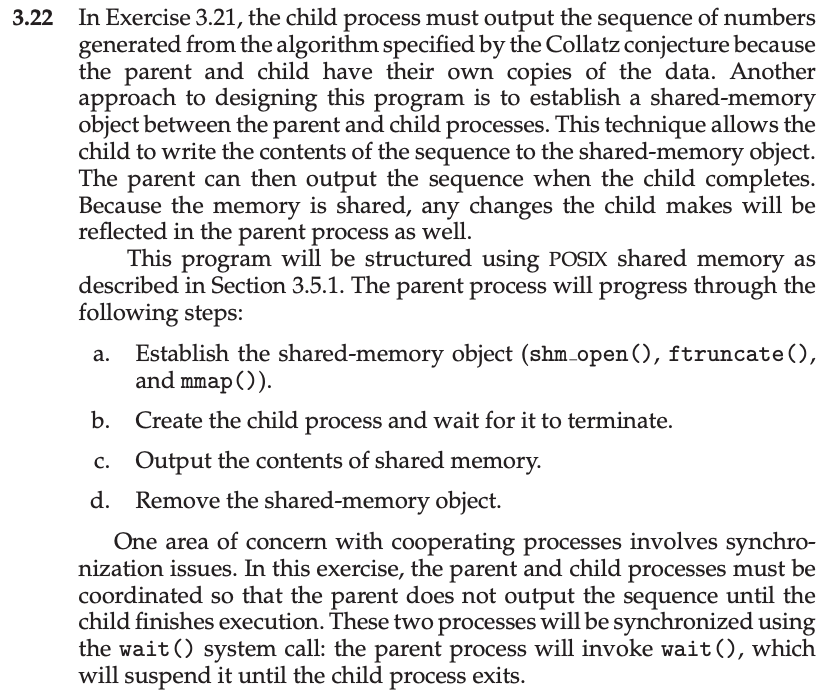 3.22 In Exercise 3.21, the child process must output the sequence of numbers
generated from the algorithm specified by the Collatz conjecture because
the parent and child have their own copies of the data. Another
approach to designing this program is to establish a shared-memory
object between the parent and child processes. This technique allows the
child to write the contents of the sequence to the shared-memory object.
The parent can then output the sequence when the child completes.
Because the memory is shared, any changes the child makes will be
reflected in the parent process as well.
This program will be structured using POSIX shared memory as
described in Section 3.5.1. The parent process will progress through the
following steps:
a. Establish the shared-memory object (shm_open(), ftruncate(),
and mmap()).
b. Create the child process and wait for it to terminate.
c. Output the contents of shared memory.
d. Remove the shared-memory object.
One area of concern with cooperating processes involves synchro-
nization issues. In this exercise, the parent and child processes must be
coordinated so that the parent does not output the sequence until the
child finishes execution. These two processes will be synchronized using
the wait() system call: the parent process will invoke wait(), which
will suspend it until the child process exits.